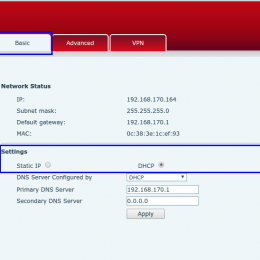 Basic Advanced VPN
Network Status
IP: 192.168.170.164
Subnet mask: 255.255.255.0
Default gateway: 192.168.170.1
MAC: 0c:38:3e:1c:ef:93
Settings
Static IP DHCP
DNS Server Configured by DHCP
Primary DNS Server 192.168.170.1
Secondary DNS Server 0.0.0.0
Apply